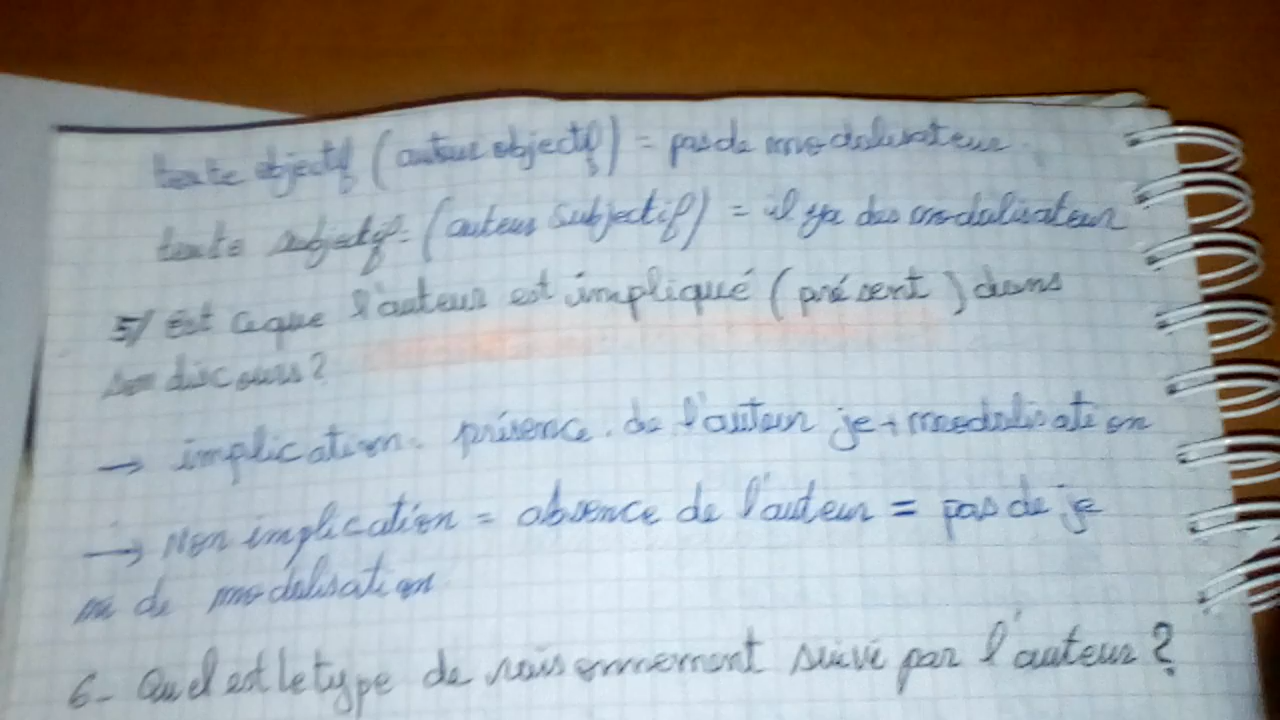 texte objectif (auteur objectif) = pas de modalisateur.
texte subjectif = (auteur subjectif) = il ya des modalisateur
5/ Est ce que l'auteur est impliqué (présent) dans
son discours?
→ implication. présence. de l'auteur je + modalisation
→ Non implication = absence de l'auteur = pas de je
ni de modalisation
6- Quel est le type de raisonnement suivi par l'auteur?